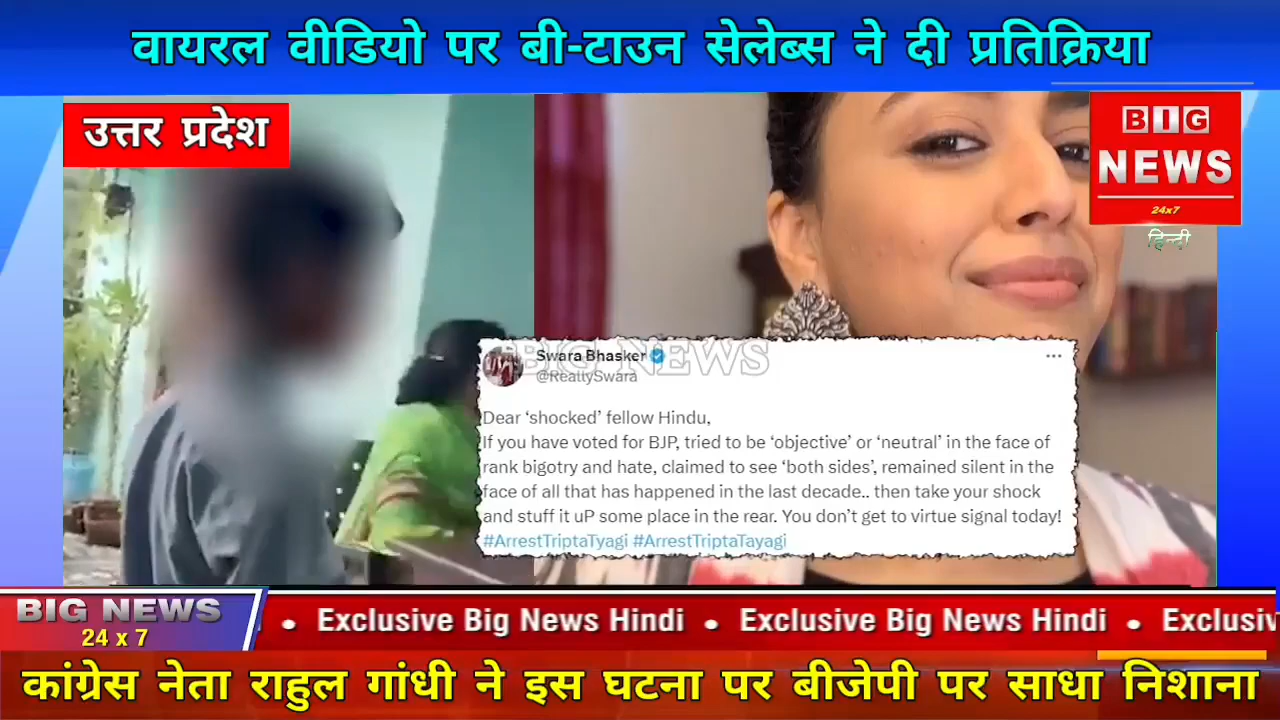 वायरल वीडियो पर बी-टाउन सेलेब्स ने दी प्रतिक्रिया
उत्तर प्रदेश
BIG
NEWS
24x7
हिन्दी
BIG NEWS
Swara Bhasker
@ReallySwara
Dear ‘shocked’ fellow Hindu,
If you have voted for BJP, tried to be ‘objective’ or ‘neutral’ in the face of
rank bigotry and hate, claimed to see ‘both sides’, remained silent in the
face of all that has happened in the last decade.. then take your shock
and stuff it uP some place in the rear. You don’t get to virtue signal today!
#ArrestTriptaTyagi #ArrestTriptaTayagi
BIG NEWS
24 x 7
• Exclusive Big News Hindi • Exclusive Big News Hindi • Exclusiv
कांग्रेस नेता राहुल गांधी ने इस घटना पर बीजेपी पर साधा निशाना